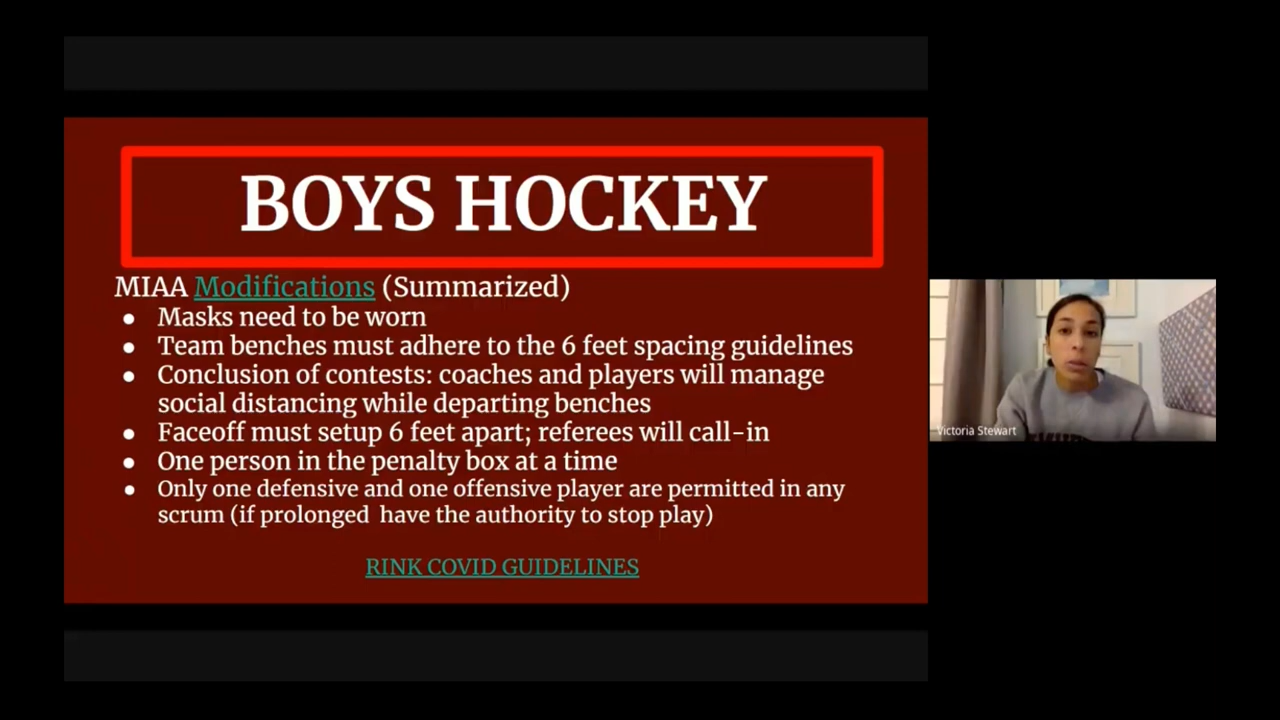 BOYS HOCKEY
MIAA Modifications (Summarized)
● Masks need to be worn
● Team benches must adhere to the 6 feet spacing guidelines
● Conclusion of contests: coaches and players will manage
social distancing while departing benches
● Faceoff must setup 6 feet apart; referees will call-in
● One person in the penalty box at a time
● Only one defensive and one offensive player are permitted in any
scrum (if prolonged  have the authority to stop play)
RINK COVID GUIDELINES
Victoria Stewart